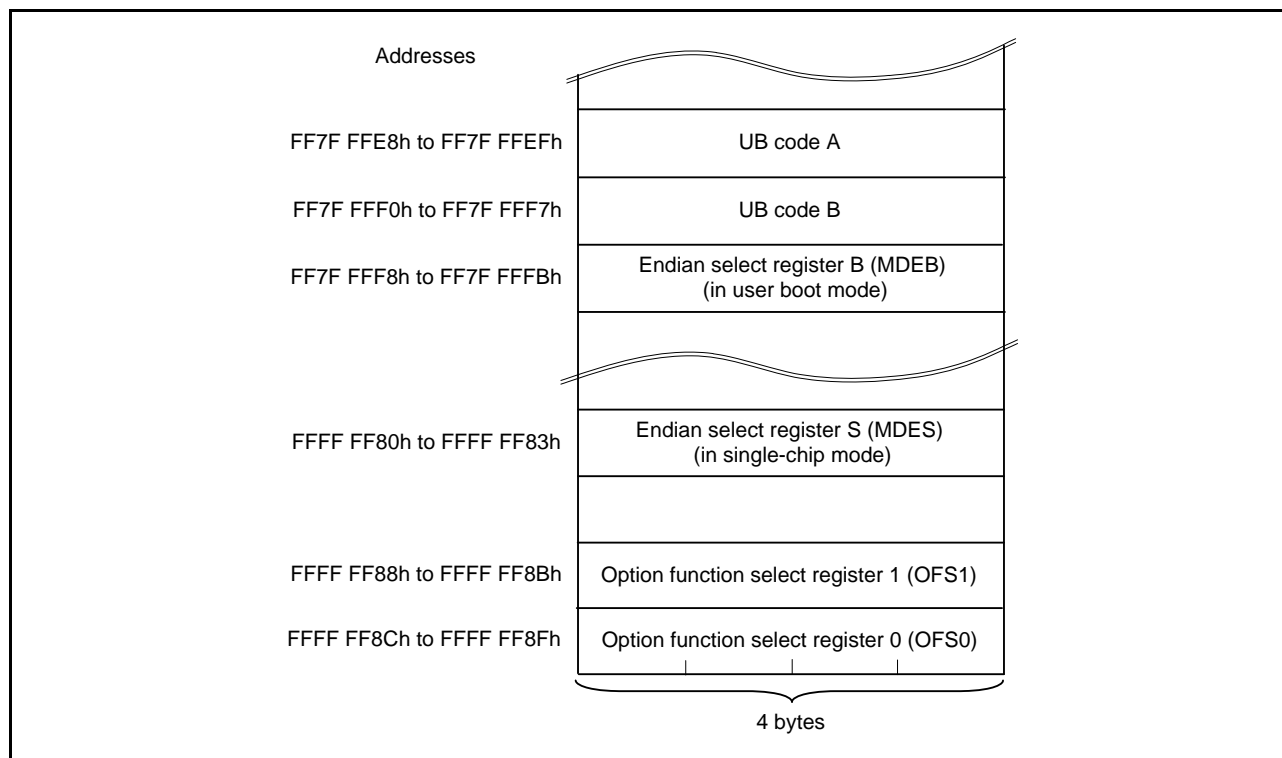 Addresses
FF7F FFE8h to FF7F FFEFh UB code A
FF7F FFF0h to FF7F FFF7h UB code B
FF7F FFF8h to FF7F FFFBh Endian select register B (MDEB)
(in user boot mode)
FFFF FF80h to FFFF FF83h Endian select register S (MDES)
(in single-chip mode)
FFFF FF88h to FFFF FF8Bh Option function select register 1 (OFS1)
FFFF FF8Ch to FFFF FF8Fh Option function select register 0 (OFS0)
4 bytes